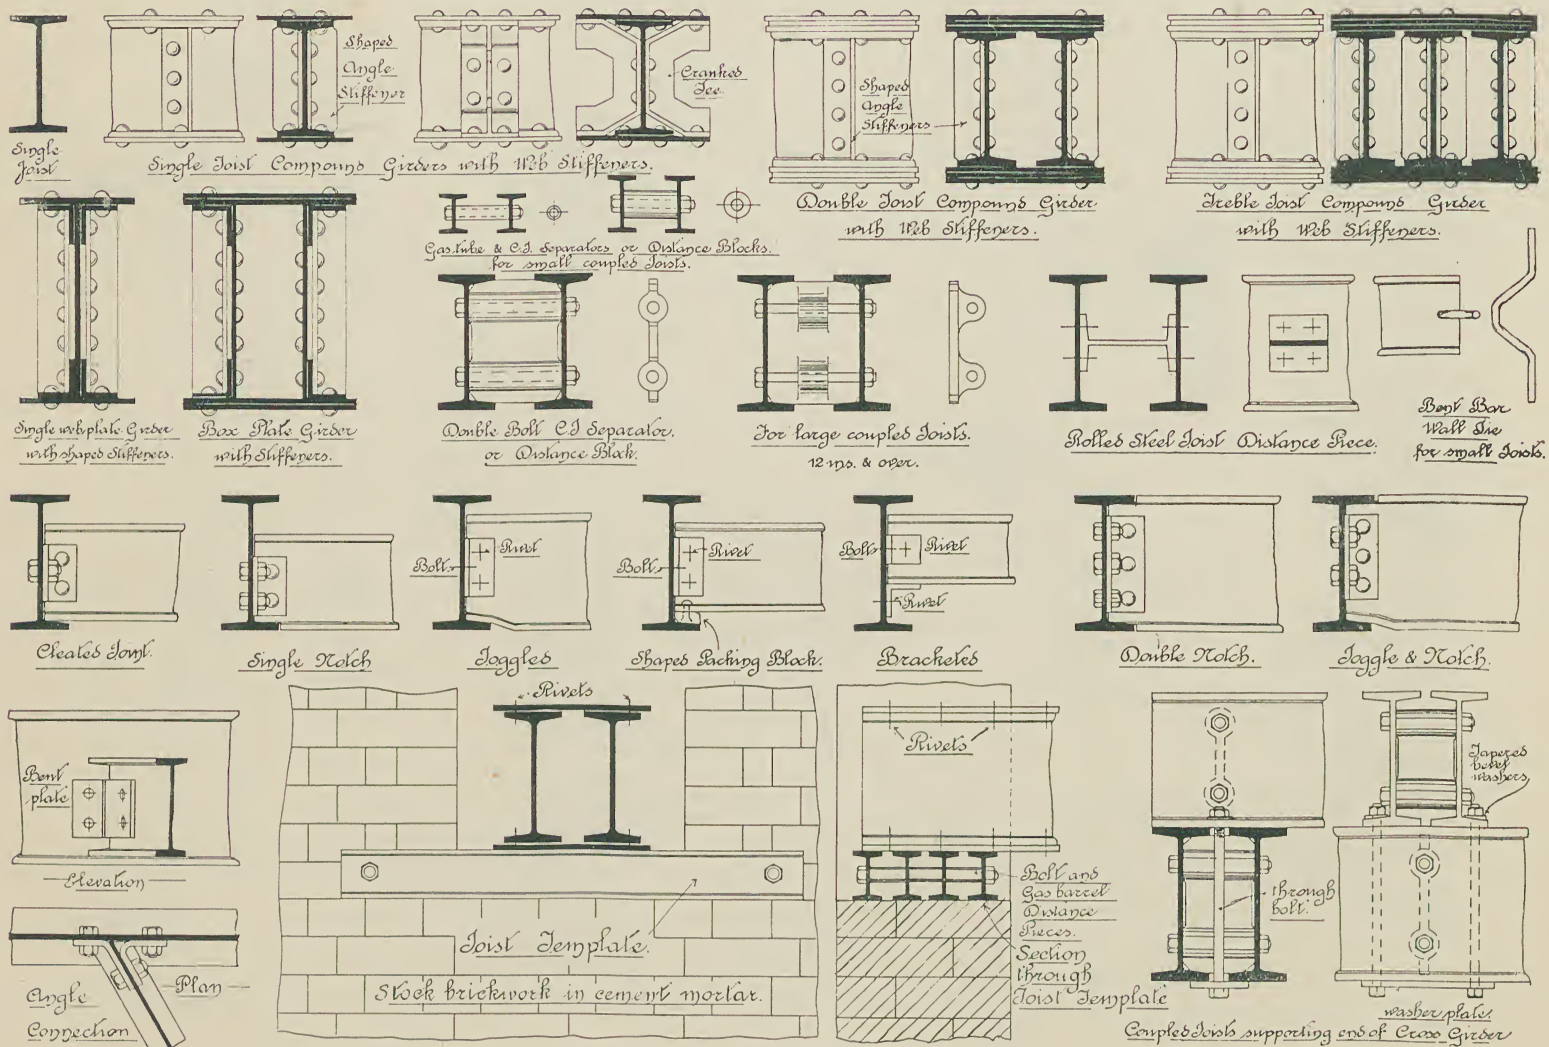 Single
Joist
Shaped
Angle
Stiffener
Cranked
Tee.
Single Joist Compound Girders with Web Stiffeners.
Shaped
Angle
Stiffeners
Double Joist Compound Girder
with Web Stiffeners.
Treble Joist Compound Girder
with Web Stiffeners.
Gas tube & C.I. Separators or Distance Blocks.
for small coupled Joists.
Single web plate Girder
with shaped Stiffeners.
Box Plate Girder
with Stiffeners.
Double Bolt C.I Separator.
or Distance Block.
For large coupled Joists.
12 ins. & over.
Rolled Steel Joist Distance Piece.
Bent Bar
Wall Tie
for small Joists.
Cleated Joint.
Single Notch
Bolt
Rivet
Joggled
Bolt
Rivet
Shaped Packing Block.
Bolt
Rivet
Rivet
Bracketed
Double Notch.
Joggle & Notch.
Bent
plate
Elevation
Plan
Angle
Connection
Rivets
Joist Template.
Stock brickwork in cement mortar.
Rivets
Bolt and
Gas barrel
Distance
Pieces.
Section
through
Joist Template
Tapered
bevel
washers
through
bolt.
washer plate.
Coupled Joists supporting end of Cross Girder